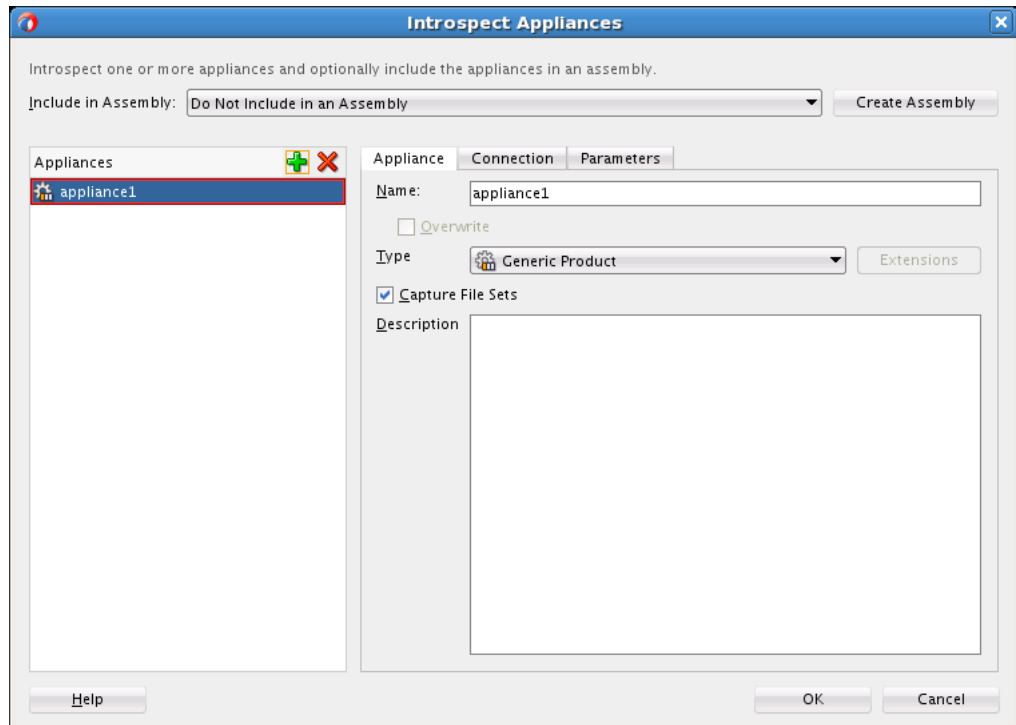 Introspect Appliances
Introspect one or more appliances and optionally include the appliances in an assembly.
Include in Assembly: Do Not Include in an Assembly Create Assembly
Appliances
appliance1
Appliance Connection Parameters
Name: appliance1
Overwrite
Type Generic Product Extensions
Capture File Sets
Description
Help OK Cancel